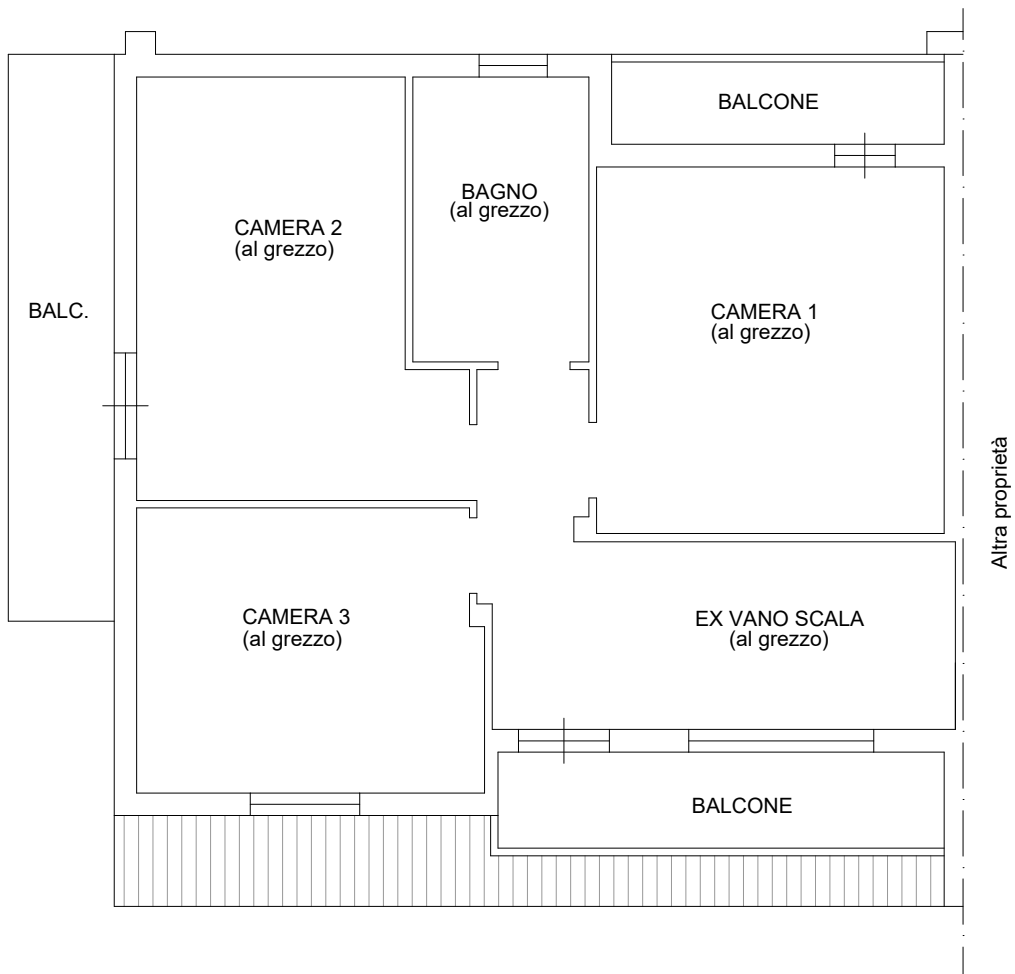 BALCONE
BAGNO
(al grezzo)
CAMERA 2
(al grezzo)
BALC.
CAMERA 1
(al grezzo)
Altra proprietà
CAMERA 3
(al grezzo)
EX VANO SCALA
(al grezzo)
BALCONE